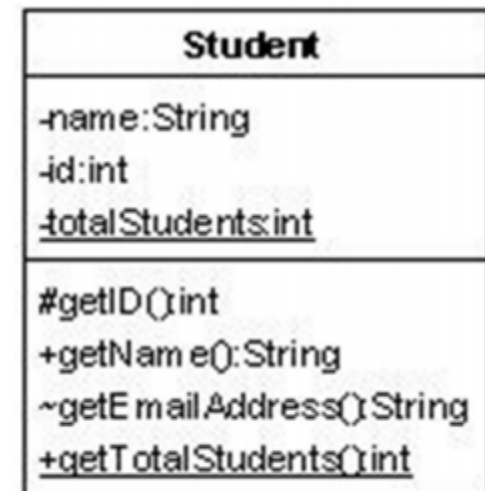 Student
-name:String
-id:int
-totalStudents:int
#getID():int
+getName():String
~getEmailAddress():String
+getTotalStudents():int